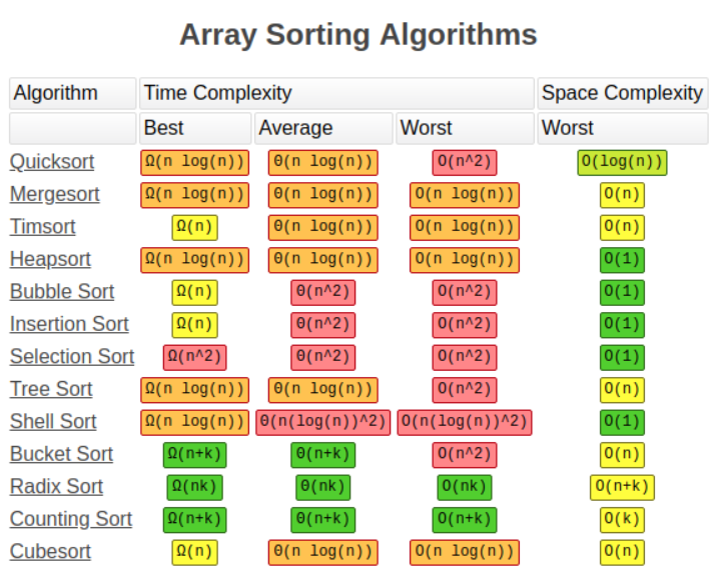 Array Sorting Algorithms
Algorithm Time Complexity Space Complexity
Best Average Worst Worst
Quicksort Ω(n log(n)) Θ(n log(n)) O(n^2) O(log(n))
Mergesort Ω(n log(n)) Θ(n log(n)) O(n log(n)) O(n)
Timsort Ω(n) Θ(n log(n)) O(n log(n)) O(n)
Heapsort Ω(n log(n)) Θ(n log(n)) O(n log(n)) O(1)
Bubble Sort Ω(n) Θ(n^2) O(n^2) O(1)
Insertion Sort Ω(n) Θ(n^2) O(n^2) O(1)
Selection Sort Ω(n^2) Θ(n^2) O(n^2) O(1)
Tree Sort Ω(n log(n)) Θ(n log(n)) O(n^2) O(n)
Shell Sort Ω(n log(n)) Θ(n(log(n))^2) O(n(log(n))^2) O(1)
Bucket Sort Ω(n+k) Θ(n+k) O(n^2) O(n)
Radix Sort Ω(nk) Θ(nk) O(nk) O(n+k)
Counting Sort Ω(n+k) Θ(n+k) O(n+k) O(k)
Cubesort Ω(n) Θ(n log(n)) O(n log(n)) O(n)